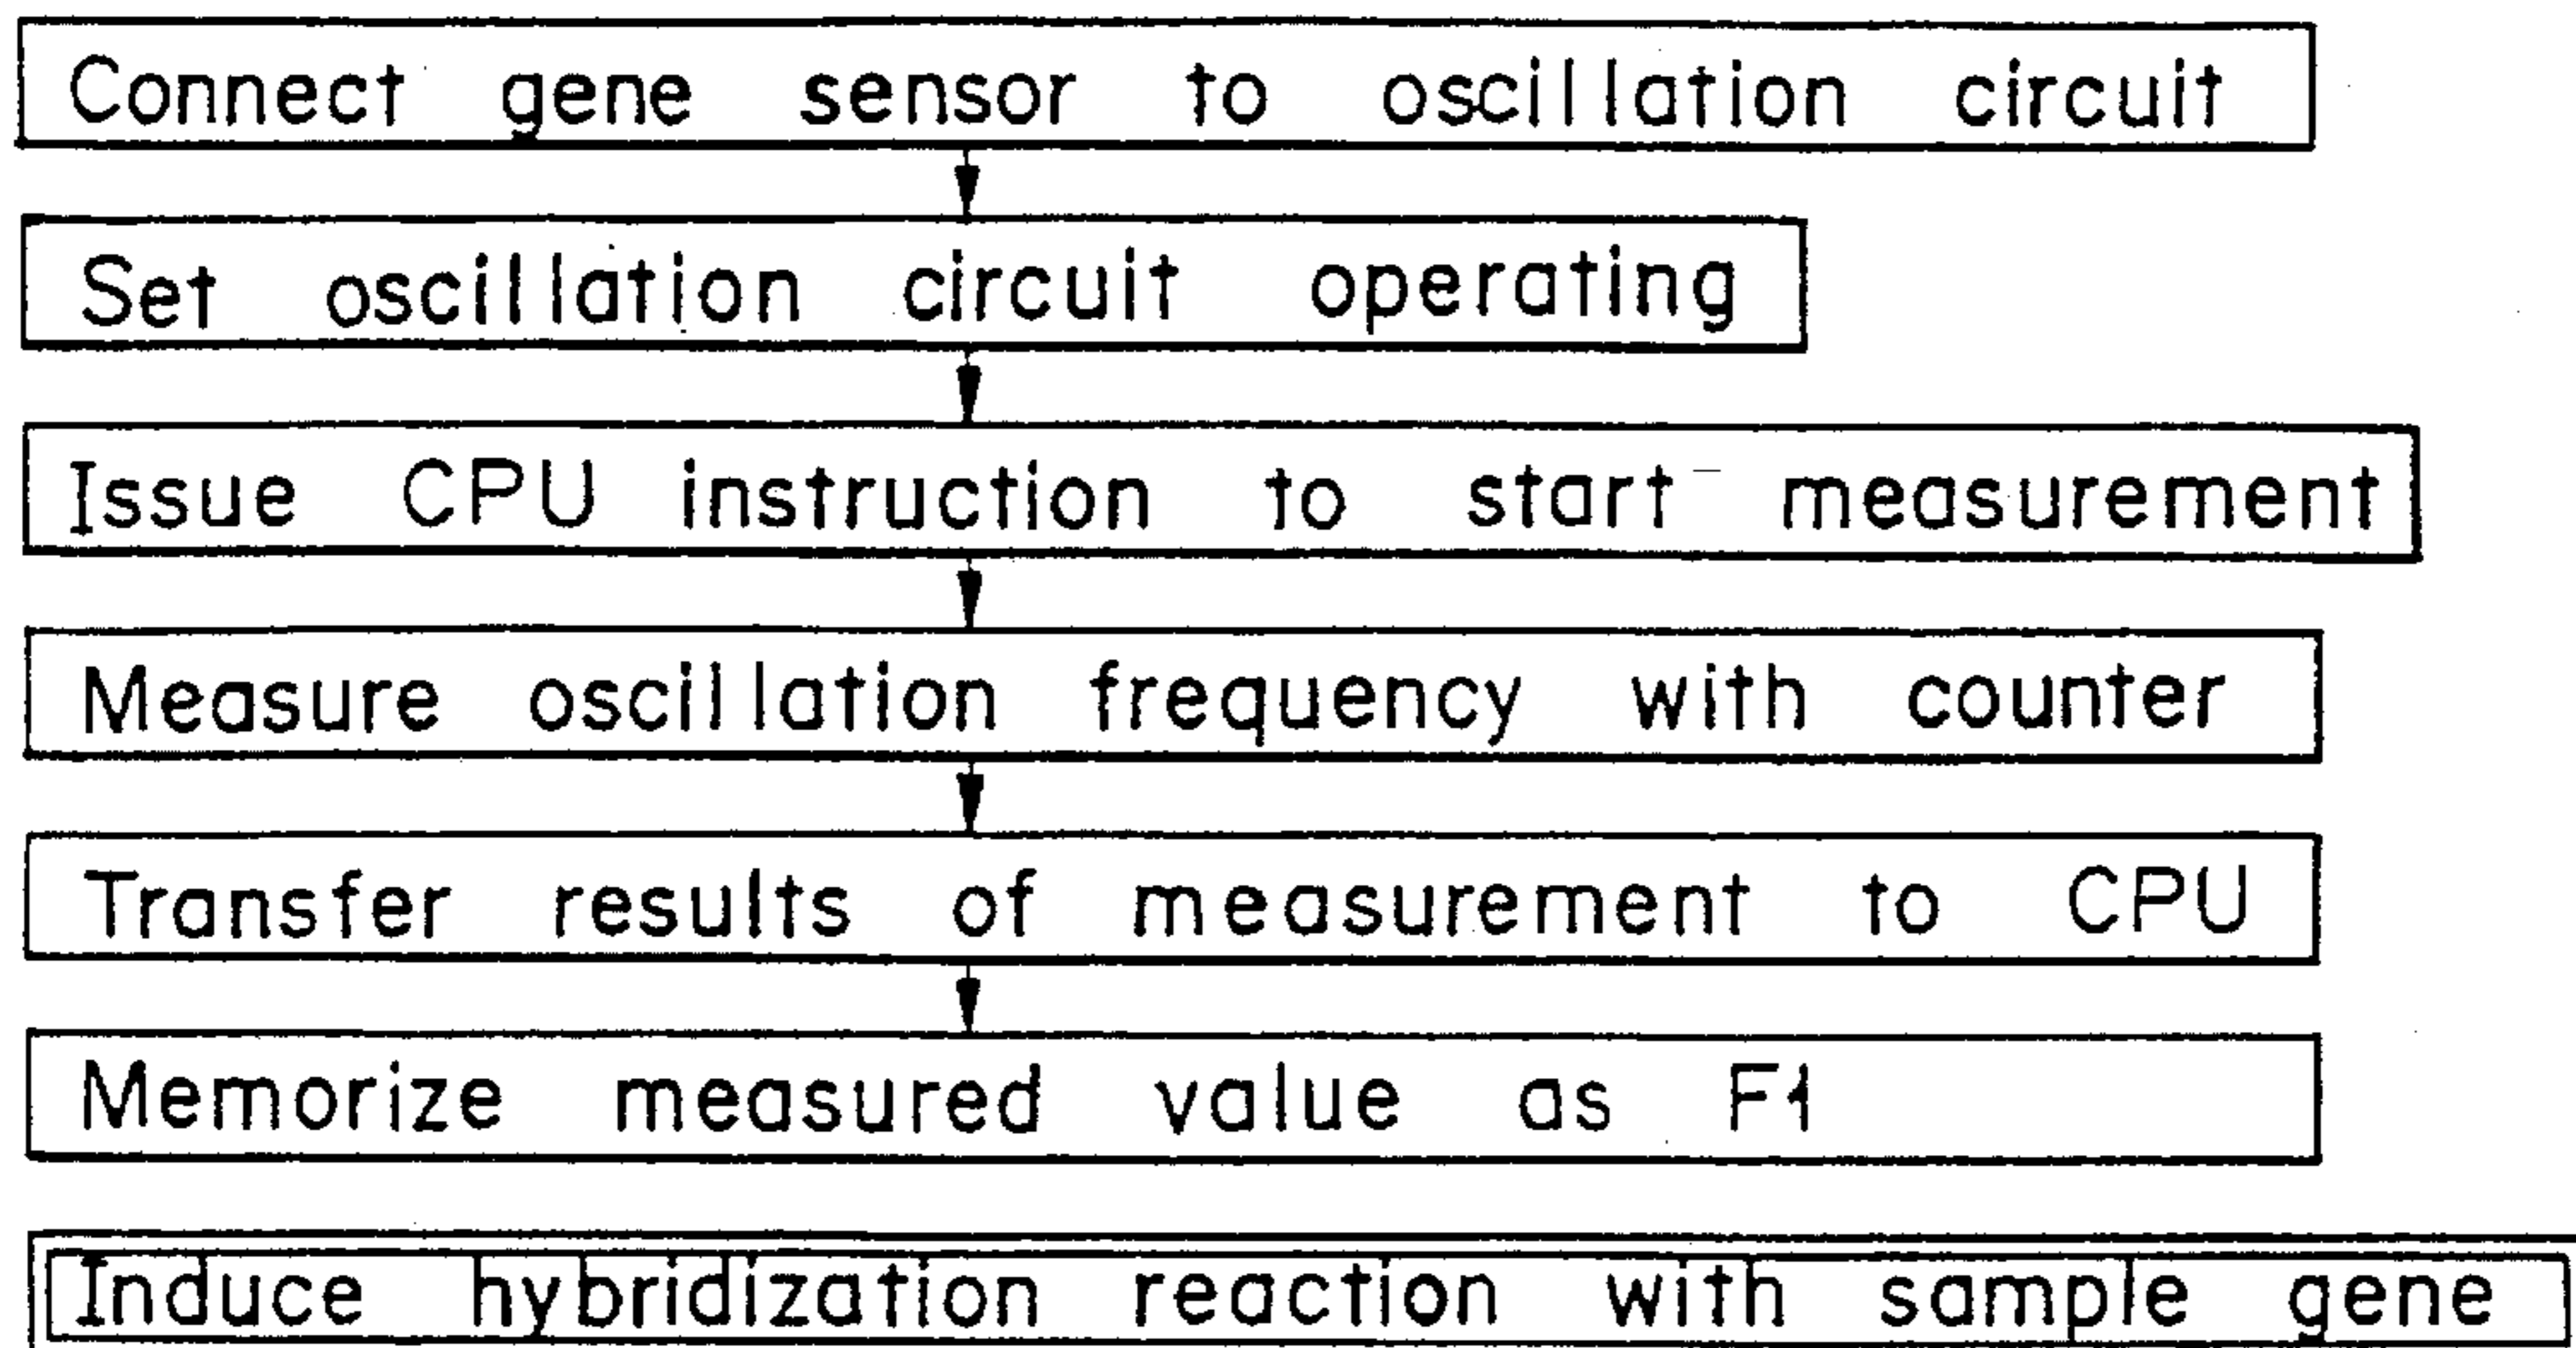 Connect gene sensor to oscillation circuit
Set oscillation circuit operating
Issue CPU instruction to start measurement
Measure oscillation frequency with counter
Transfer results of measurement to CPU
Memorize measured value as F1
Induce hybridization reaction with sample gene